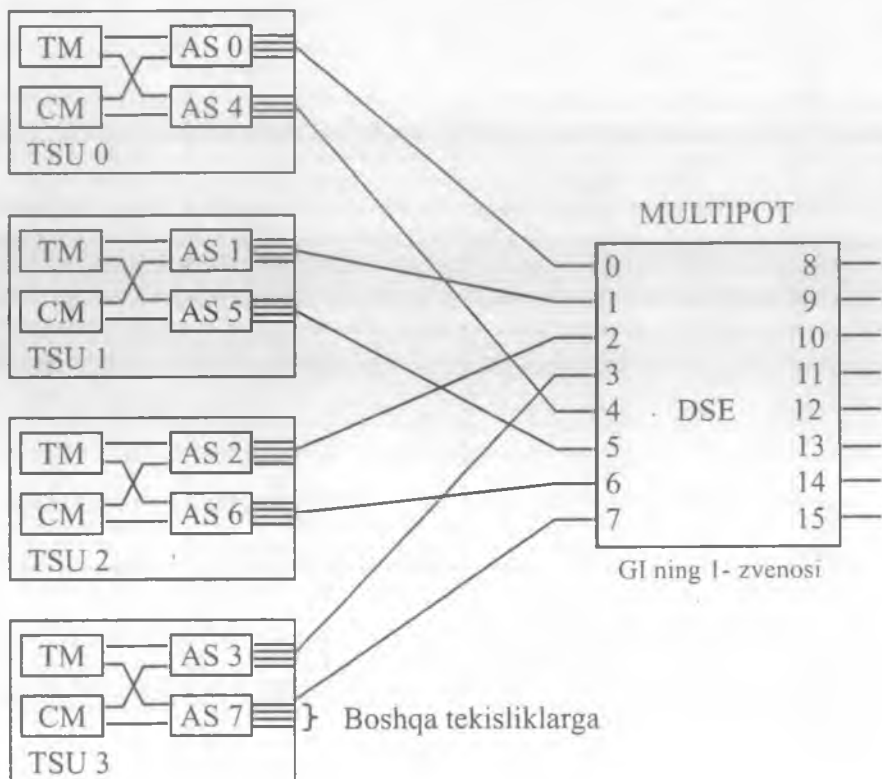 TM AS 0
CM AS 4
TSU 0
TM AS 1
CM AS 5
TSU 1
TM AS 2
CM AS 6
TSU 2
TM AS 3
CM AS 7
TSU 3
} Boshqa tekisliklarga
MULTIPOT
0 8
1 9
2 10
3 11
4 DSE 12
5 13
6 14
7 15
GI ning 1- zvenosi